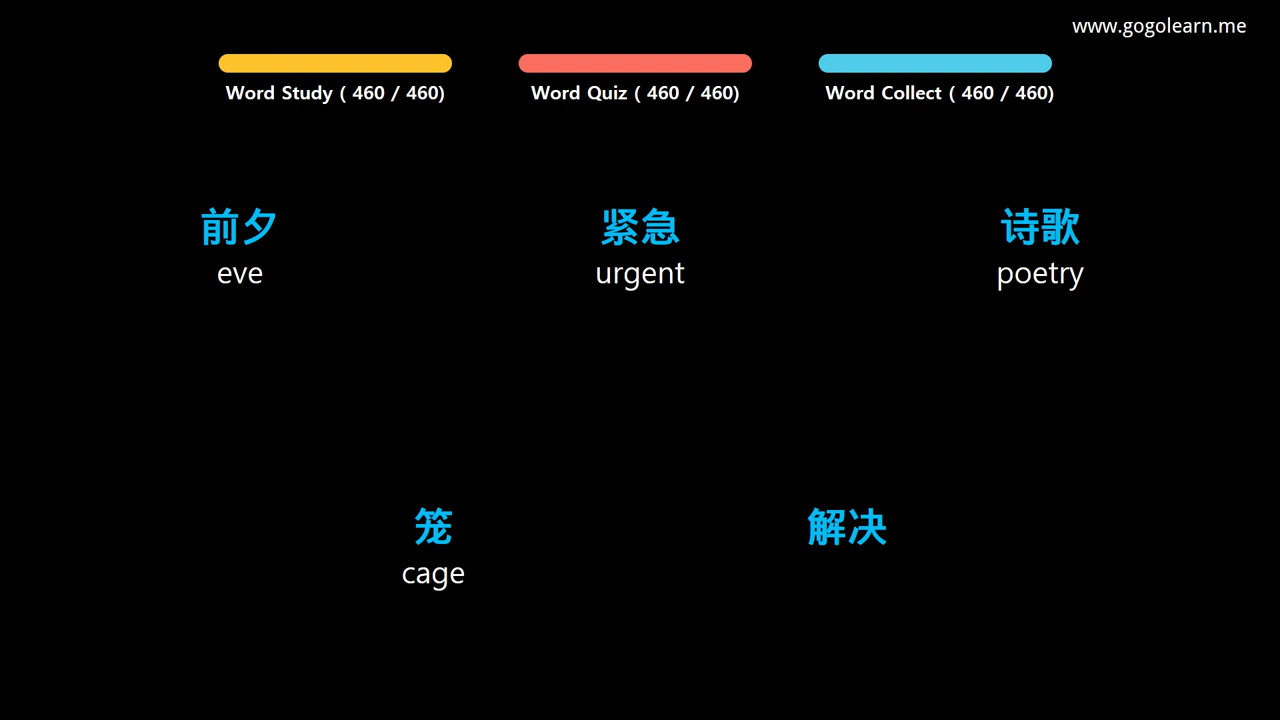 www.gogolearn.me
Word Study ( 460 / 460)
Word Quiz ( 460 / 460)
Word Collect ( 460 / 460)
前夕
eve
紧急
urgent
诗歌
poetry
笼
cage
解决